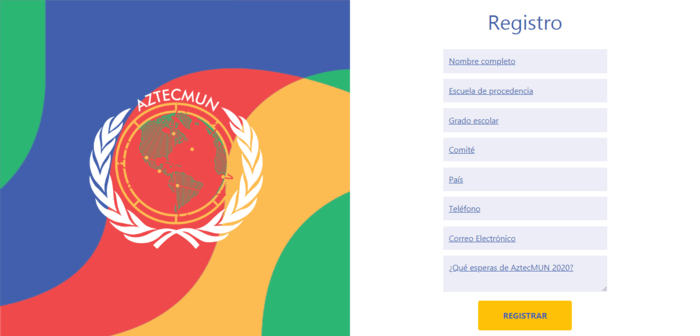 AZTECMUN
Registro
Nombre completo
Escuela de procedencia
Grado escolar
Comité
País
Teléfono
Correo Electrónico
¿Qué esperas de AztecMUN 2020?
REGISTRAR